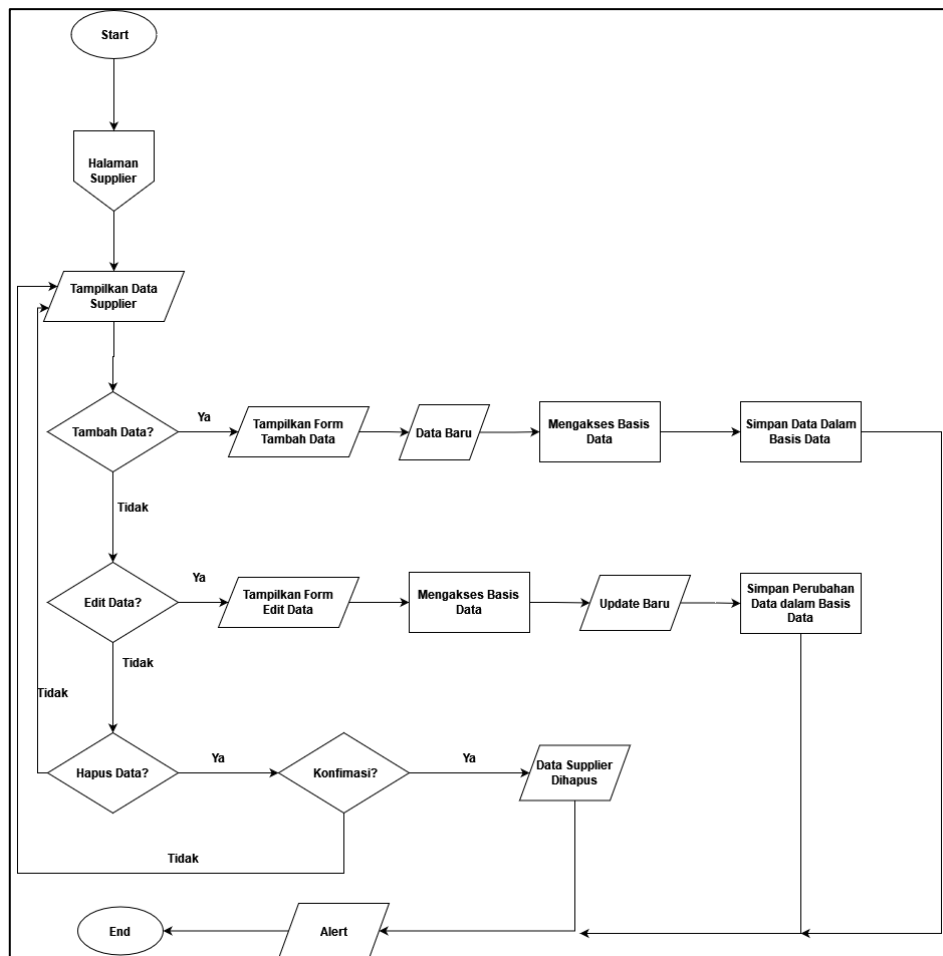 Start
Halaman
Supplier
Tampilkan Data
Supplier
Tambah Data?
Ya
Tampilkan Form
Tambah Data
Data Baru
Mengakses Basis
Data
Simpan Data Dalam
Basis Data
Tidak
Edit Data?
Ya
Tampilkan Form
Edit Data
Mengakses Basis
Data
Update Baru
Simpan Perubahan
Data dalam Basis
Data
Tidak
Tidak
Hapus Data?
Ya
Konfimasi?
Ya
Data Supplier
Dihapus
Tidak
End
Alert